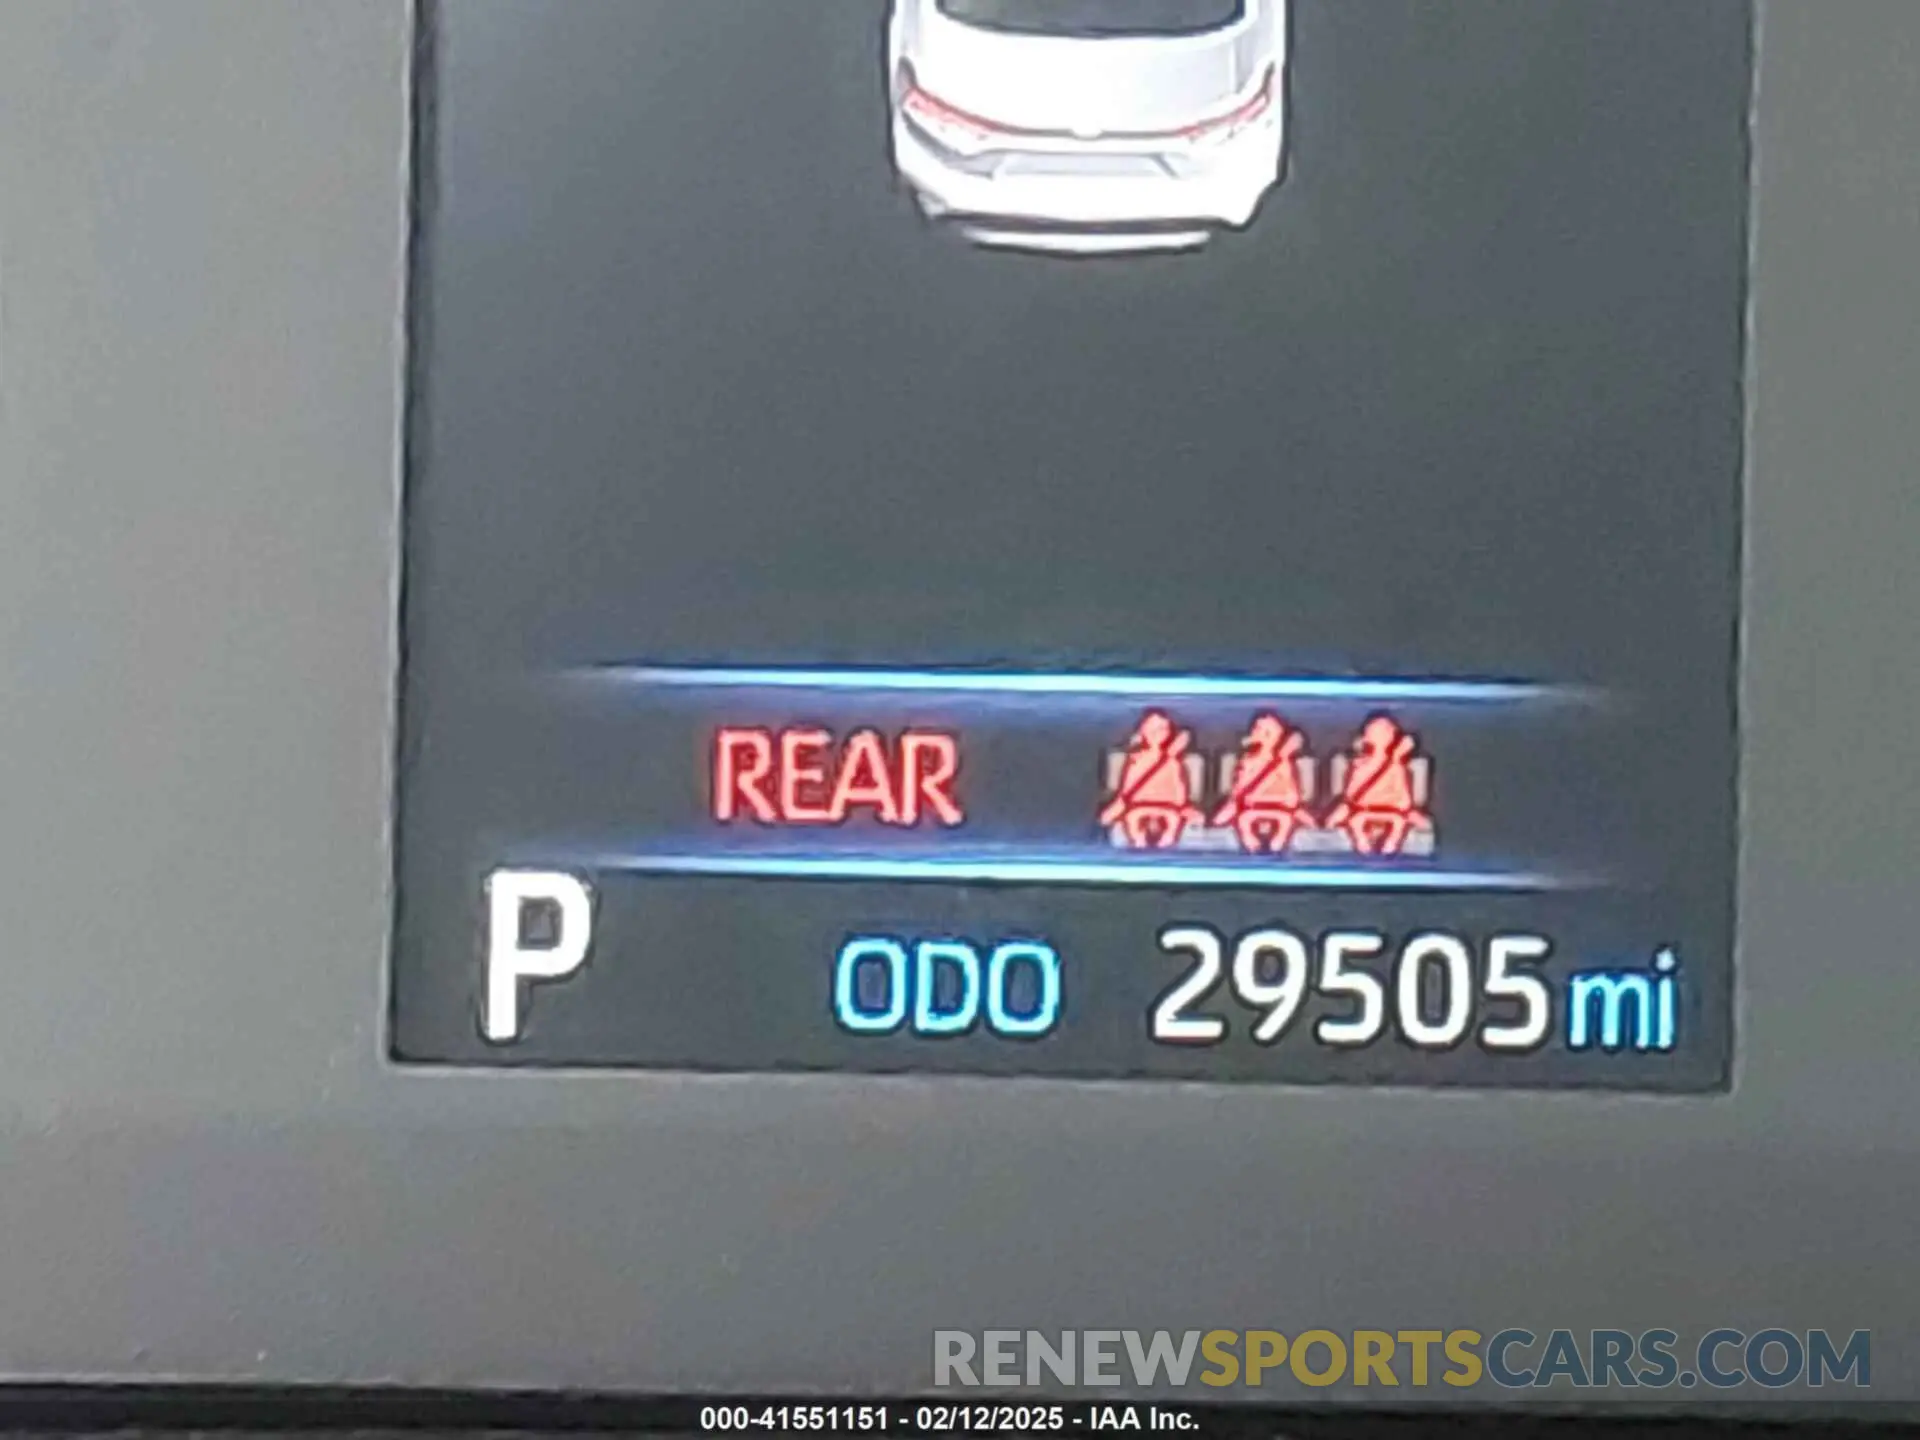 REAR
P ODO 29505 mi
RENEWSPORTSCARS.COM
000-41551151 - 02/12/2025 - IAA Inc.